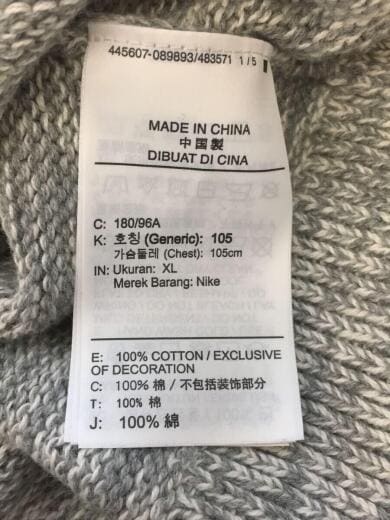 445607-089893/483571 1/5
MADE IN CHINA
中国製
DIBUAT DI CINA
C: 180/96A
K: 호칭 (Generic): 105
가슴둘레 (Chest): 105cm
IN: Ukuran: XL
Merek Barang: Nike
E: 100% COTTON / EXCLUSIVE
OF DECORATION
C: 100% 棉 / 不包括装饰部分
T: 100% 棉
J: 100% 綿